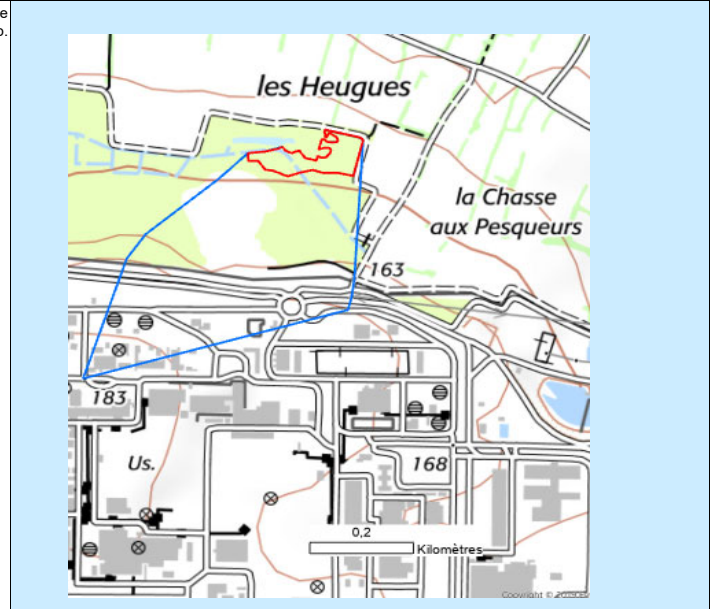 e
o.
les Heugues
la Chasse
aux Pesqueurs
163
183
Us.
168
0,2
Kilomètres